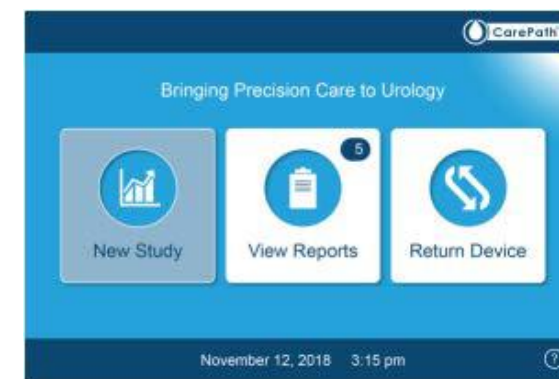 CarePath
Bringing Precision Care to Urology
5
New Study
View Reports
Return Device
November 12, 2018 3:15 pm
?